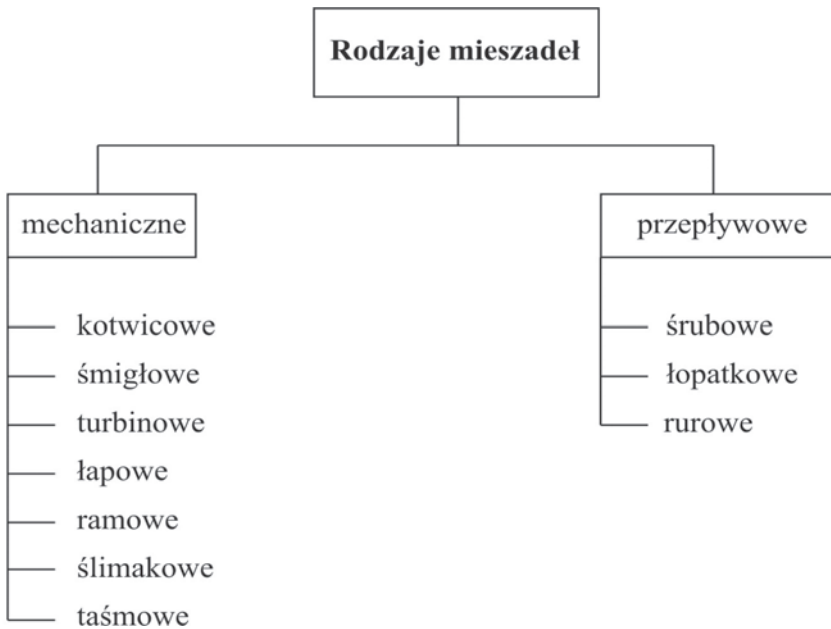 Rodzaje mieszadeł
mechaniczne
kotwicowe
śmigłowe
turbinowe
łapowe
ramowe
ślimakowe
taśmowe
przepływowe
śrubowe
łopatkowe
rurowe